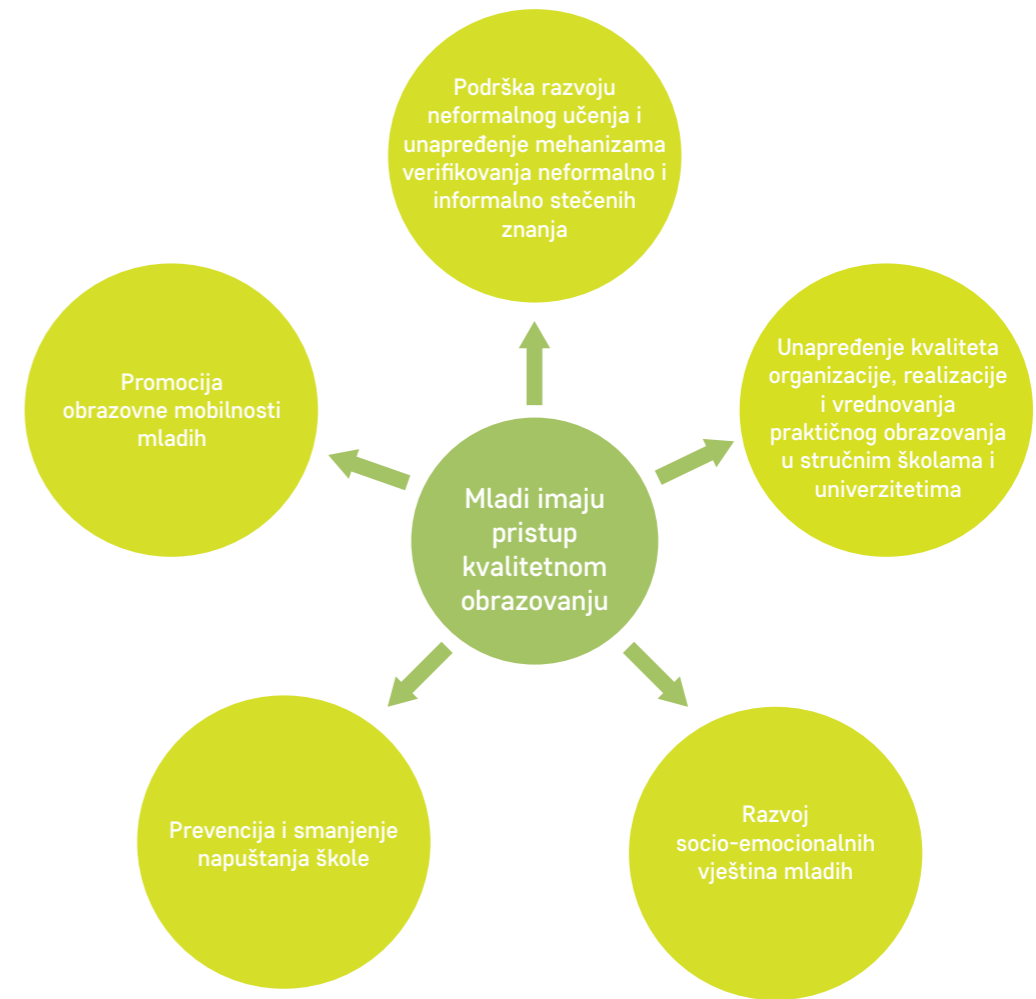 Podrška razvoju
neformalnog učenja i
unapređenje mehanizama
verifikovanja neformalno i
informalno stečenih
znanja
Promocija
obrazovne mobilnosti
mladih
Unapređenje kvaliteta
organizacije, realizacije
i vrednovanja
praktičnog obrazovanja
u stručnim školama i
univerzitetima
Mladi imaju
pristup
kvalitetnom
obrazovanju
Prevencija i smanjenje
napuštanja škole
Razvoj
socio-emocionalnih
vještina mladih